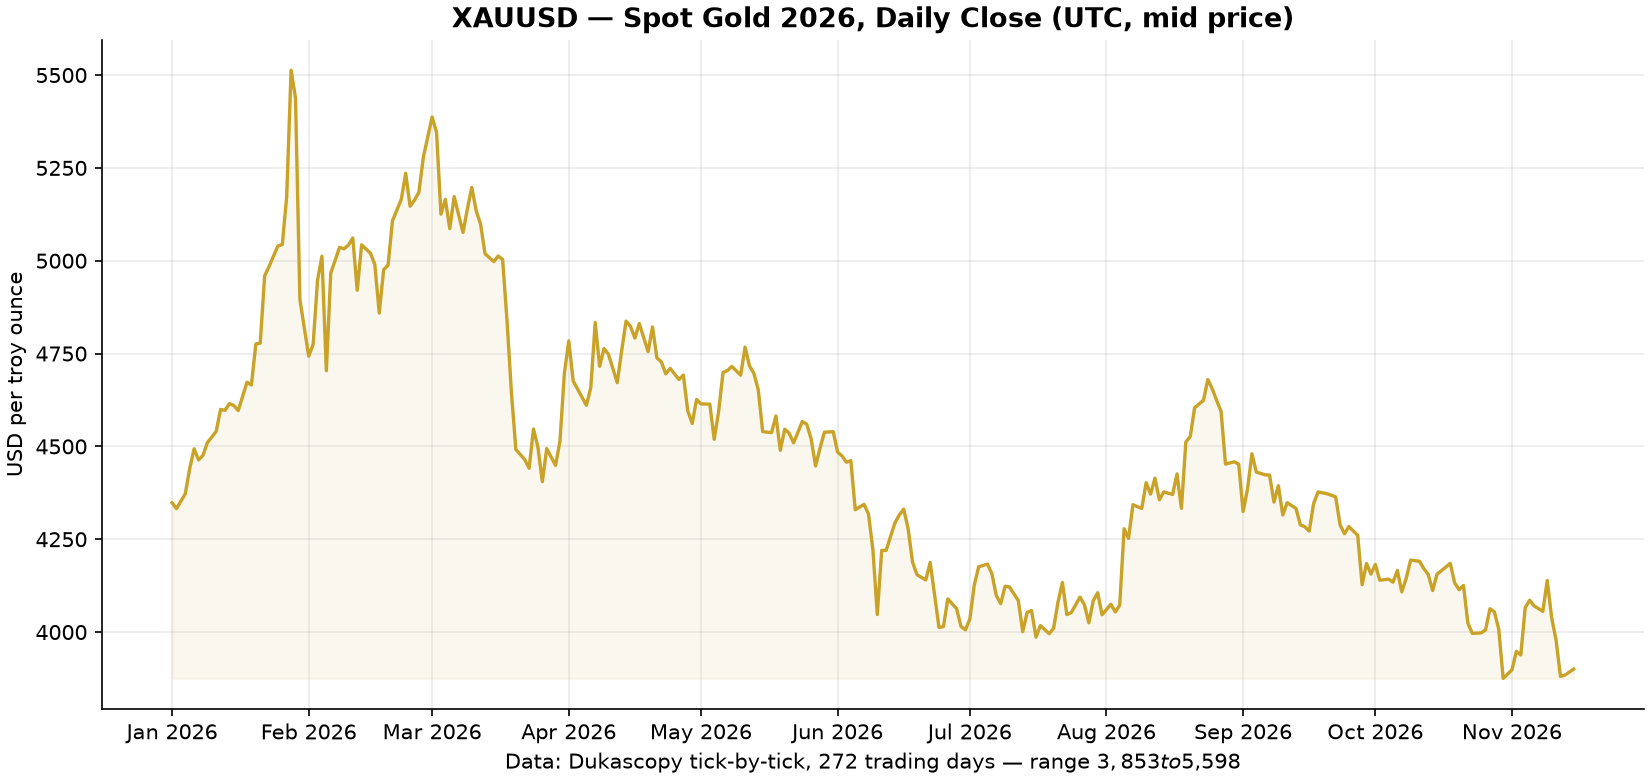 XAUUSD — Spot Gold 2026, Daily Close (UTC, mid price)
USD per troy ounce
5500
5250
5000
4750
4500
4250
4000
Jan 2026 Feb 2026 Mar 2026 Apr 2026 May 2026 Jun 2026 Jul 2026 Aug 2026 Sep 2026 Oct 2026 Nov 2026
Data: Dukascopy tick-by-tick, 272 trading days — range 3,853to5,598